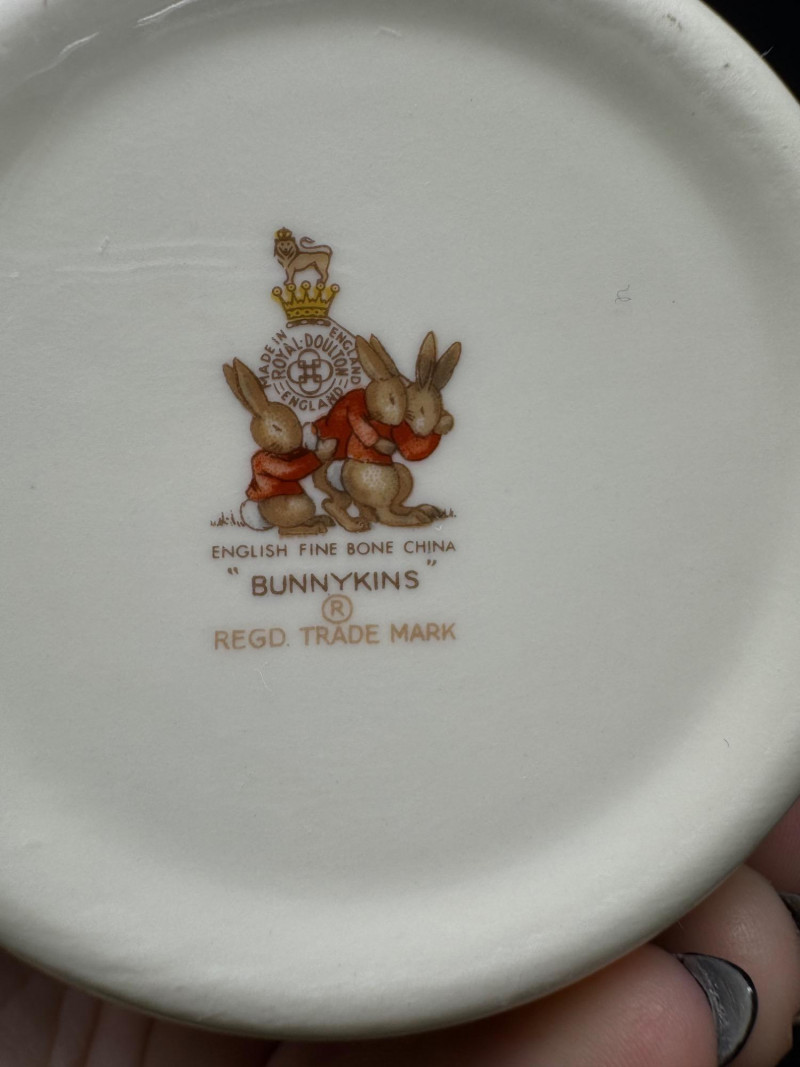 MADE IN ENGLAND
ROYAL·DOULTON
ENGLAND
ENGLISH FINE BONE CHINA
"BUNNYKINS"
®
REGD. TRADE MARK